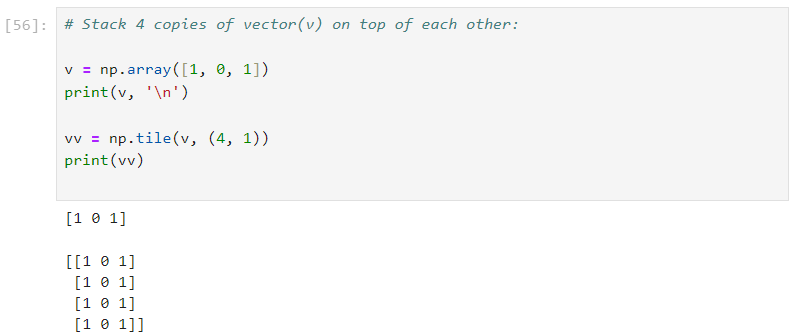 [56]: # Stack 4 copies of vector(v) on top of each other:
v = np.array([1, 0, 1])
print(v, '\n')
vv = np.tile(v, (4, 1))
print(vv)
[1 0 1]
[[1 0 1]
 [1 0 1]
 [1 0 1]
 [1 0 1]]